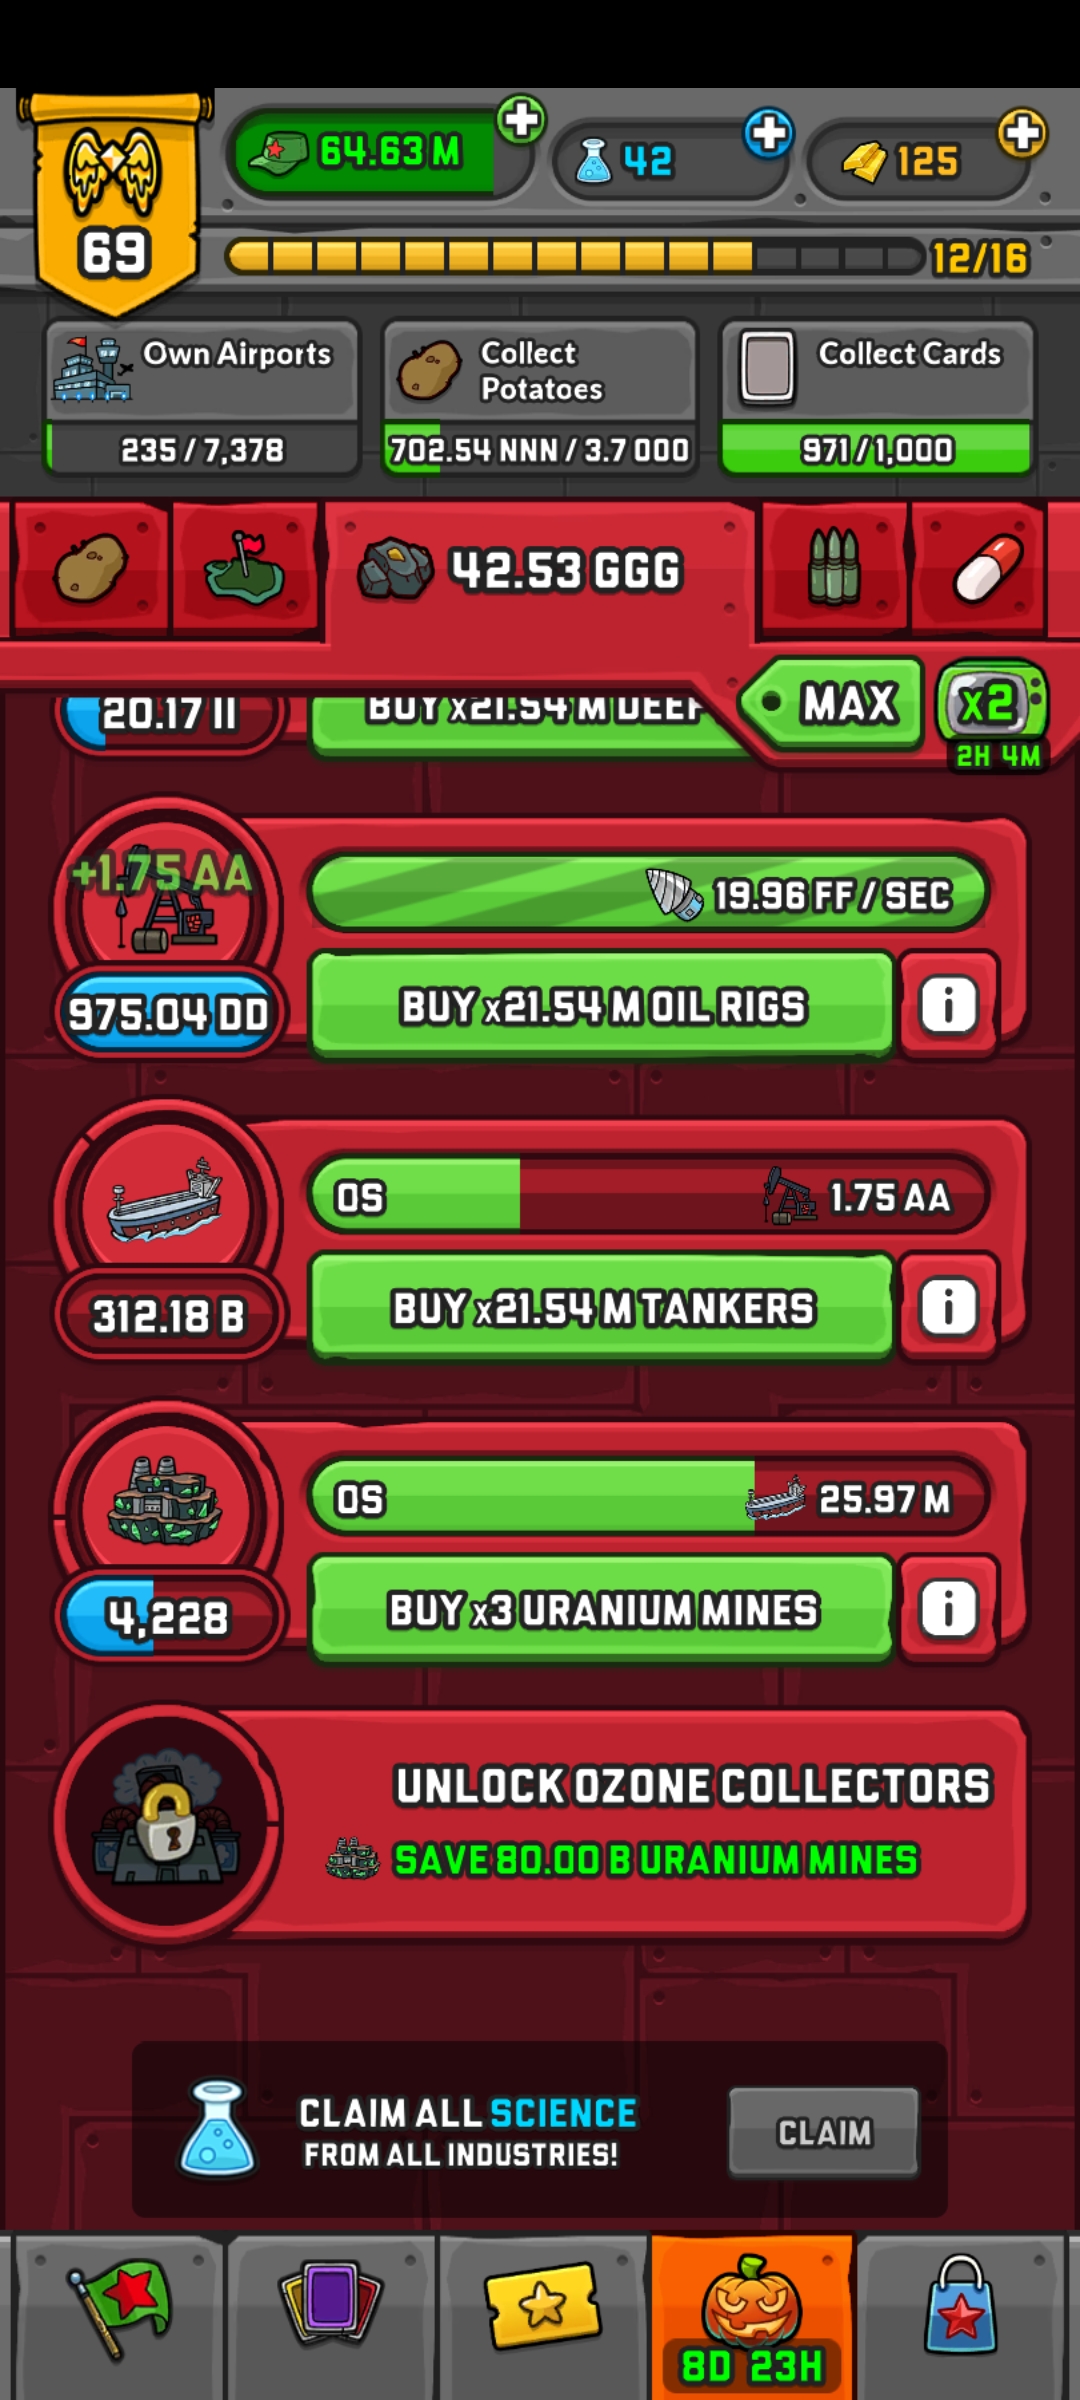 69
64.63 M
42
125
12/16
Own Airports
235 / 7,378
Collect
Potatoes
702.54 NNN / 3.7 OOO
Collect Cards
971 / 1,000
42.53 GGG
MAX
x2
2H 4M
20.17 II
BUY x21.54 M DEEP
+1.75 AA
19.96 FF / SEC
975.04 DD
BUY x21.54 M OIL RIGS
i
0S
1.75 AA
312.18 B
BUY x21.54 M TANKERS
i
0S
25.97 M
4,228
BUY x3 URANIUM MINES
i
UNLOCK OZONE COLLECTORS
SAVE 80.00 B URANIUM MINES
CLAIM ALL SCIENCE
FROM ALL INDUSTRIES!
CLAIM
8D 23H